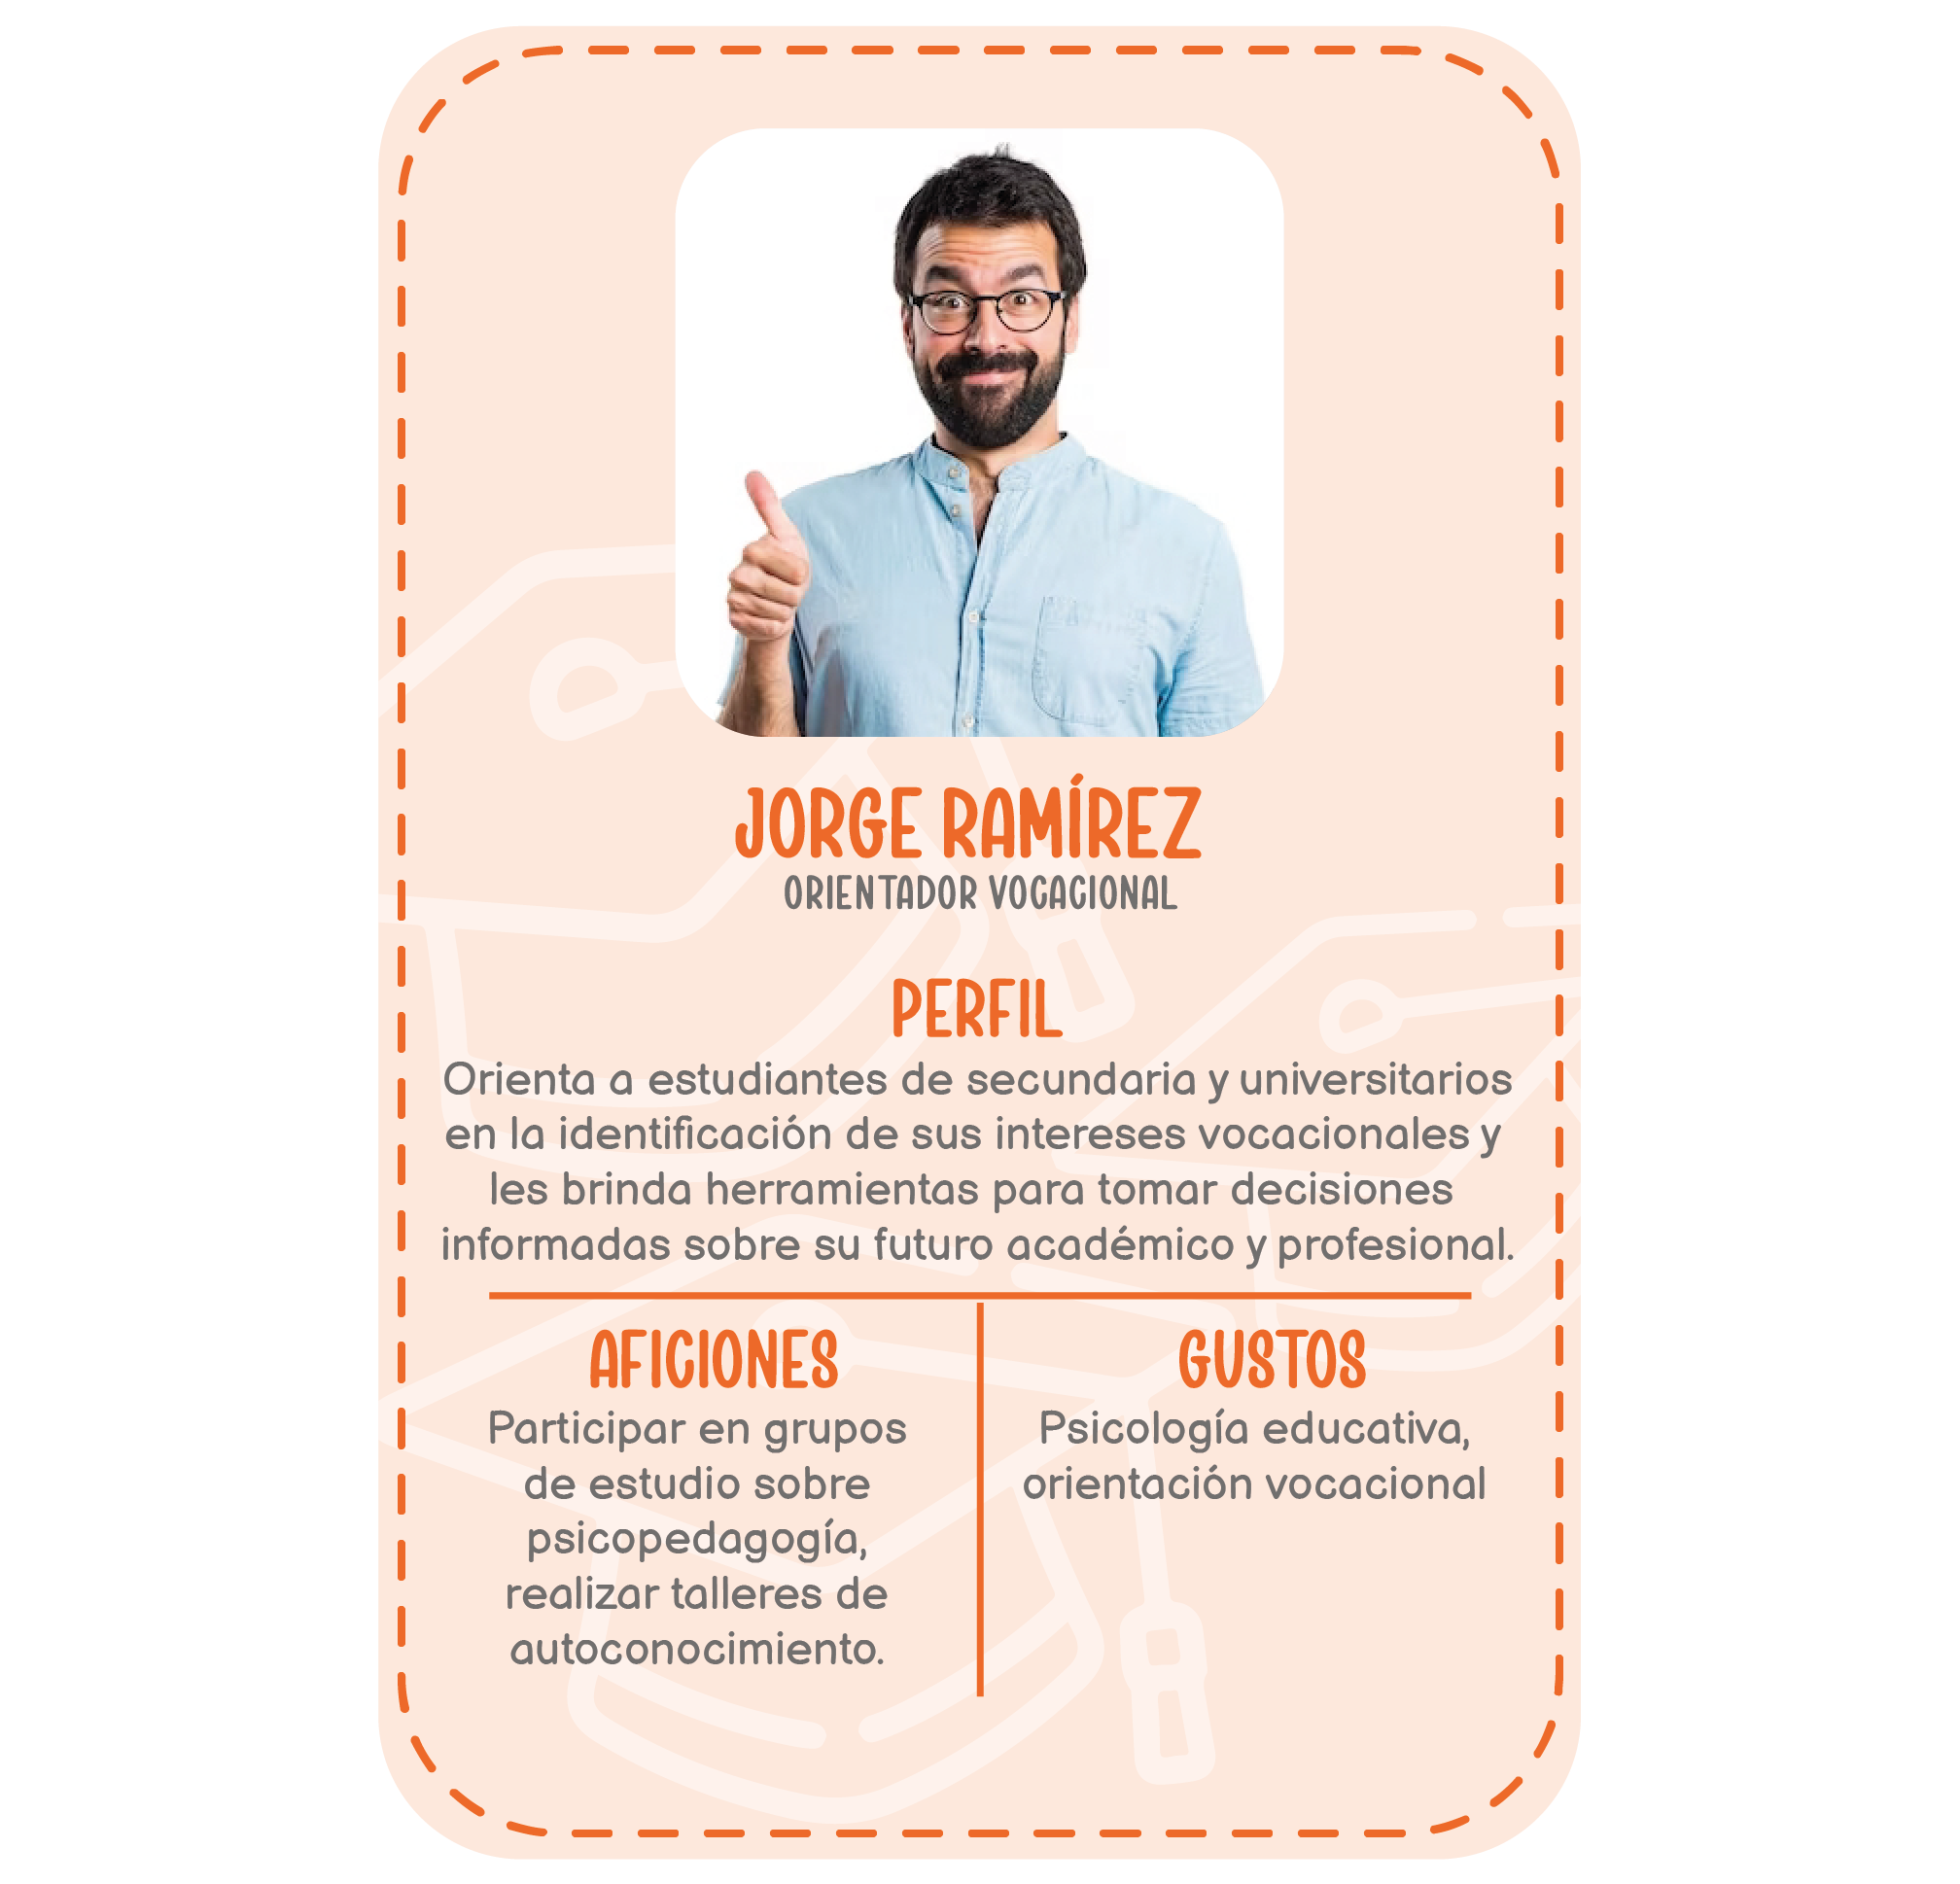 JORGE RAMÍREZ
ORIENTADOR VOCACIONAL
PERFIL
Orienta a estudiantes de secundaria y universitarios
en la identificación de sus intereses vocacionales y
les brinda herramientas para tomar decisiones
informadas sobre su futuro académico y profesional.
AFICIONES
Participar en grupos
de estudio sobre
psicopedagogía,
realizar talleres de
autoconocimiento.
GUSTOS
Psicología educativa,
orientación vocacional